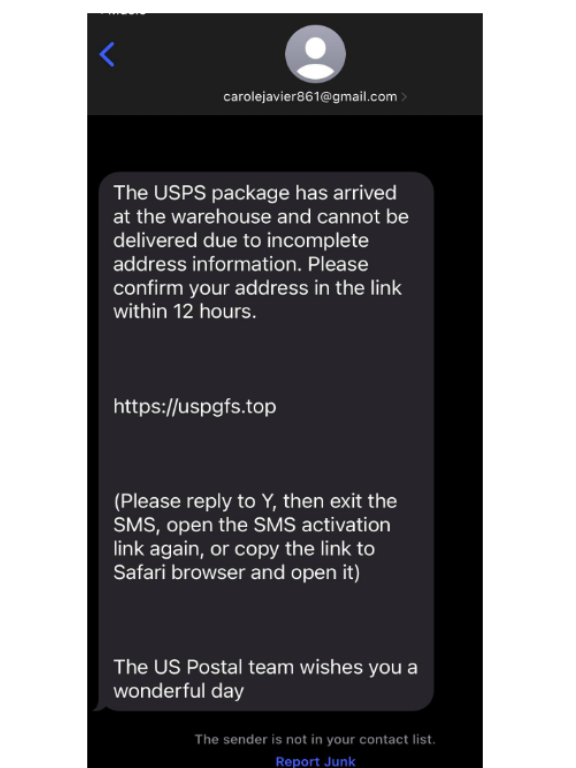 carolejavier861@gmail.com >
The USPS package has arrived
at the warehouse and cannot be
delivered due to incomplete
address information. Please
confirm your address in the link
within 12 hours.
https://uspgfs.top
(Please reply to Y, then exit the
SMS, open the SMS activation
link again, or copy the link to
Safari browser and open it)
The US Postal team wishes you a
wonderful day
The sender is not in your contact list.
Report Junk